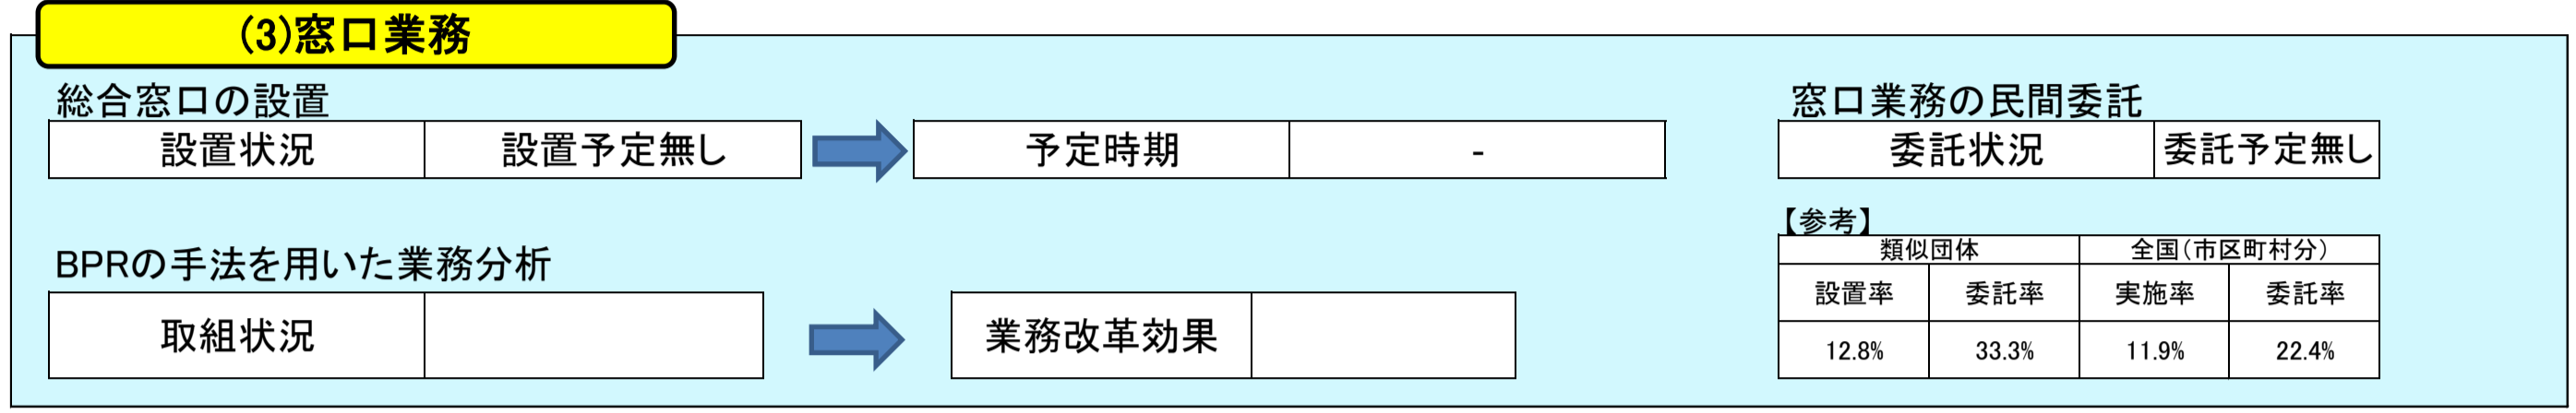 (3)窓口業務
総合窓口の設置
設置状況 設置予定無し 予定時期 -
窓口業務の民間委託
委託状況 委託予定無し
BPRの手法を用いた業務分析
取組状況 業務改革効果
【参考】
類似団体 全国(市区町村分)
設置率 委託率 実施率 委託率
12.8% 33.3% 11.9% 22.4%